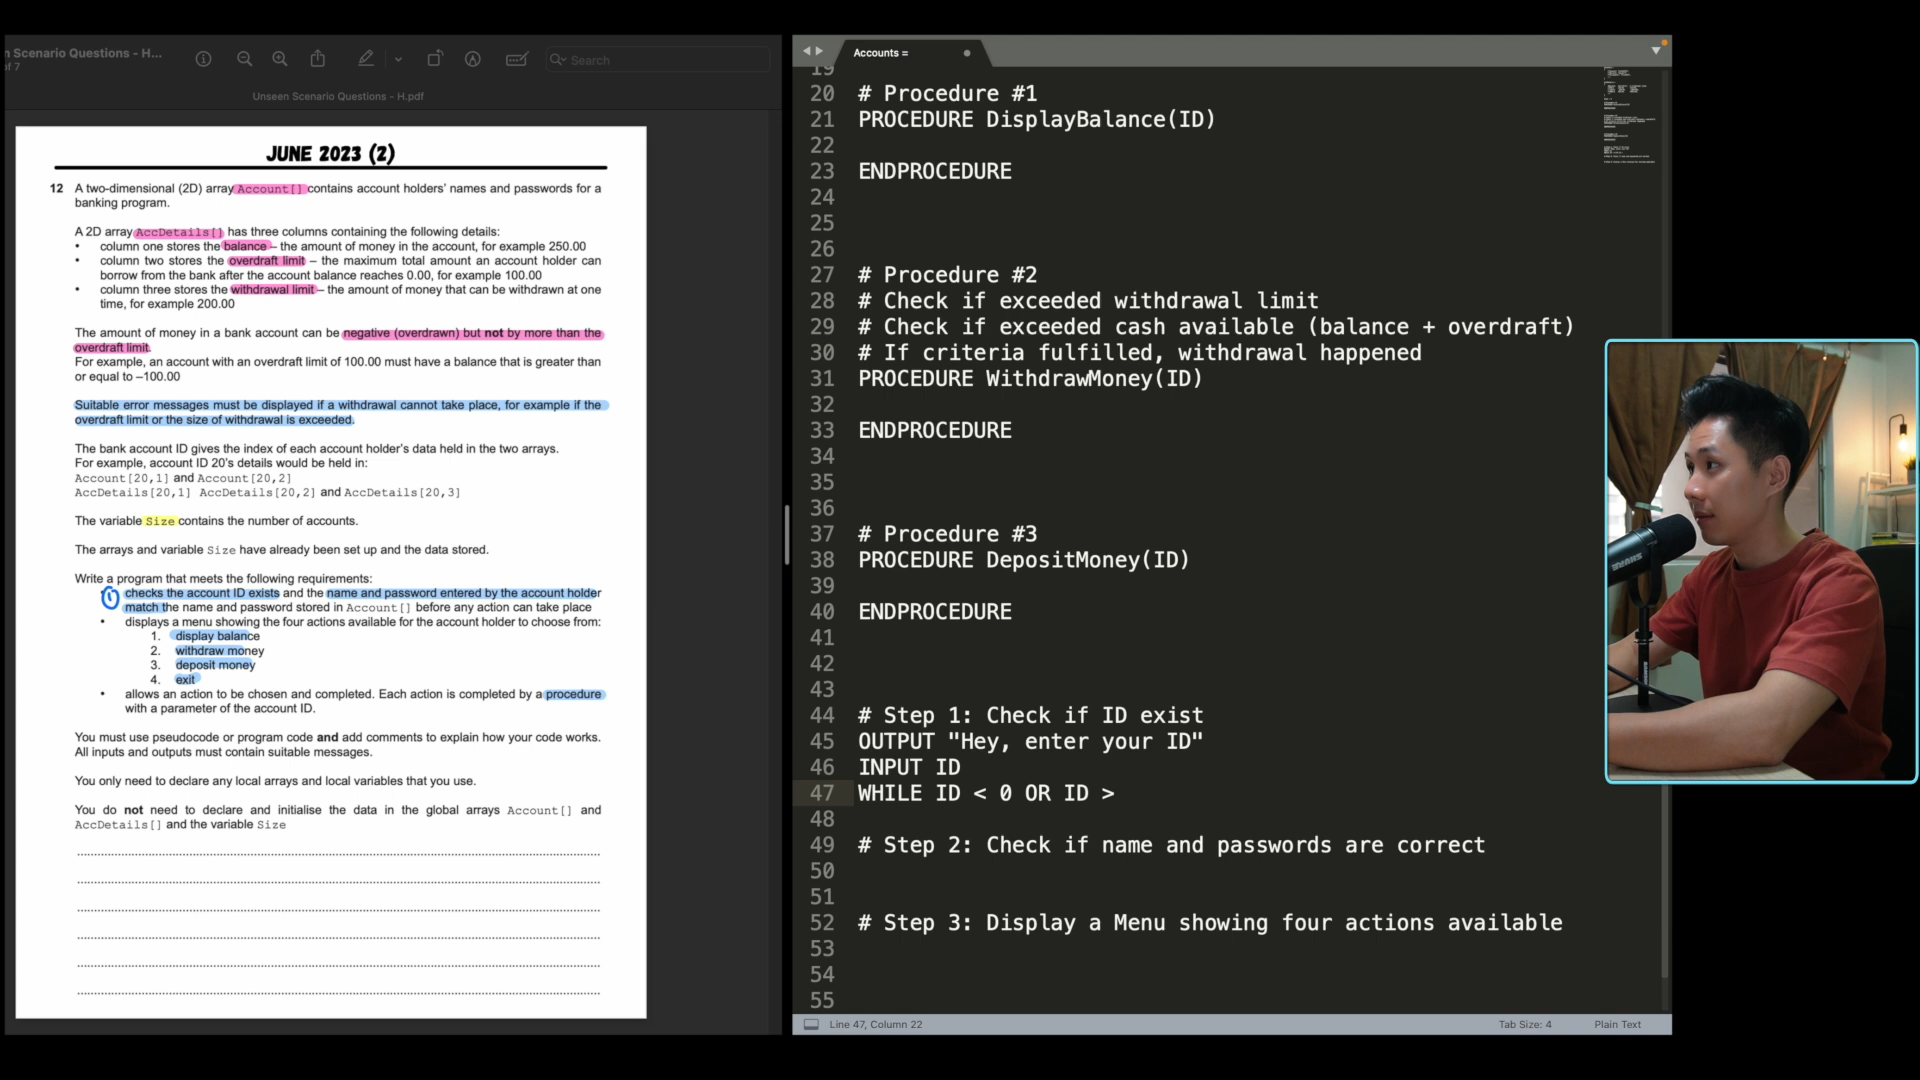 n Scenario Questions - H...
of 7
Search
Unseen Scenario Questions - H.pdf
JUNE 2023 (2)
12 A two-dimensional (2D) array Account[] contains account holders' names and passwords for a
banking program.
A 2D array AccDetails[] has three columns containing the following details:
• column one stores the balance – the amount of money in the account, for example 250.00
• column two stores the overdraft limit – the maximum total amount an account holder can
borrow from the bank after the account balance reaches 0.00, for example 100.00
• column three stores the withdrawal limit – the amount of money that can be withdrawn at one
time, for example 200.00
The amount of money in a bank account can be negative (overdrawn) but not by more than the
overdraft limit.
For example, an account with an overdraft limit of 100.00 must have a balance that is greater than
or equal to –100.00
Suitable error messages must be displayed if a withdrawal cannot take place, for example if the
overdraft limit or the size of withdrawal is exceeded.
The bank account ID gives the index of each account holder's data held in the two arrays.
For example, account ID 20's details would be held in:
Account[20,1] and Account[20,2]
AccDetails[20,1] AccDetails[20,2] and AccDetails[20,3]
The variable Size contains the number of accounts.
The arrays and variable Size have already been set up and the data stored.
Write a program that meets the following requirements:
• checks the account ID exists and the name and password entered by the account holder
match the name and password stored in Account[] before any action can take place
• displays a menu showing the four actions available for the account holder to choose from:
1. display balance
2. withdraw money
3. deposit money
4. exit
• allows an action to be chosen and completed. Each action is completed by a procedure
with a parameter of the account ID.
You must use pseudocode or program code and add comments to explain how your code works.
All inputs and outputs must contain suitable messages.
You only need to declare any local arrays and local variables that you use.
You do not need to declare and initialise the data in the global arrays Account[] and
AccDetails[] and the variable Size
Accounts =
19
20 # Procedure #1
21 PROCEDURE DisplayBalance(ID)
22
23 ENDPROCEDURE
24
25
26
27 # Procedure #2
28 # Check if exceeded withdrawal limit
29 # Check if exceeded cash available (balance + overdraft)
30 # If criteria fulfilled, withdrawal happened
31 PROCEDURE WithdrawMoney(ID)
32
33 ENDPROCEDURE
34
35
36
37 # Procedure #3
38 PROCEDURE DepositMoney(ID)
39
40 ENDPROCEDURE
41
42
43
44 # Step 1: Check if ID exist
45 OUTPUT "Hey, enter your ID"
46 INPUT ID
47 WHILE ID < 0 OR ID >
48
49 # Step 2: Check if name and passwords are correct
50
51
52 # Step 3: Display a Menu showing four actions available
53
54
55
Line 47, Column 22
Tab Size: 4
Plain Text
SHURE